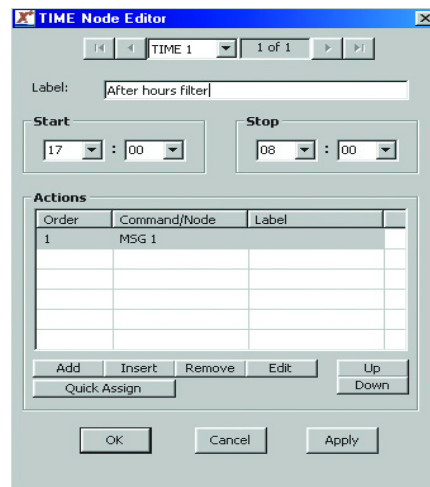 X+ TIME Node Editor
TIME 1 1 of 1
Label: After hours filter
Start Stop
17 : 00 08 : 00
Actions
Order Command/Node Label
1 MSG 1
Add Insert Remove Edit Up
Quick Assign Down
OK Cancel Apply